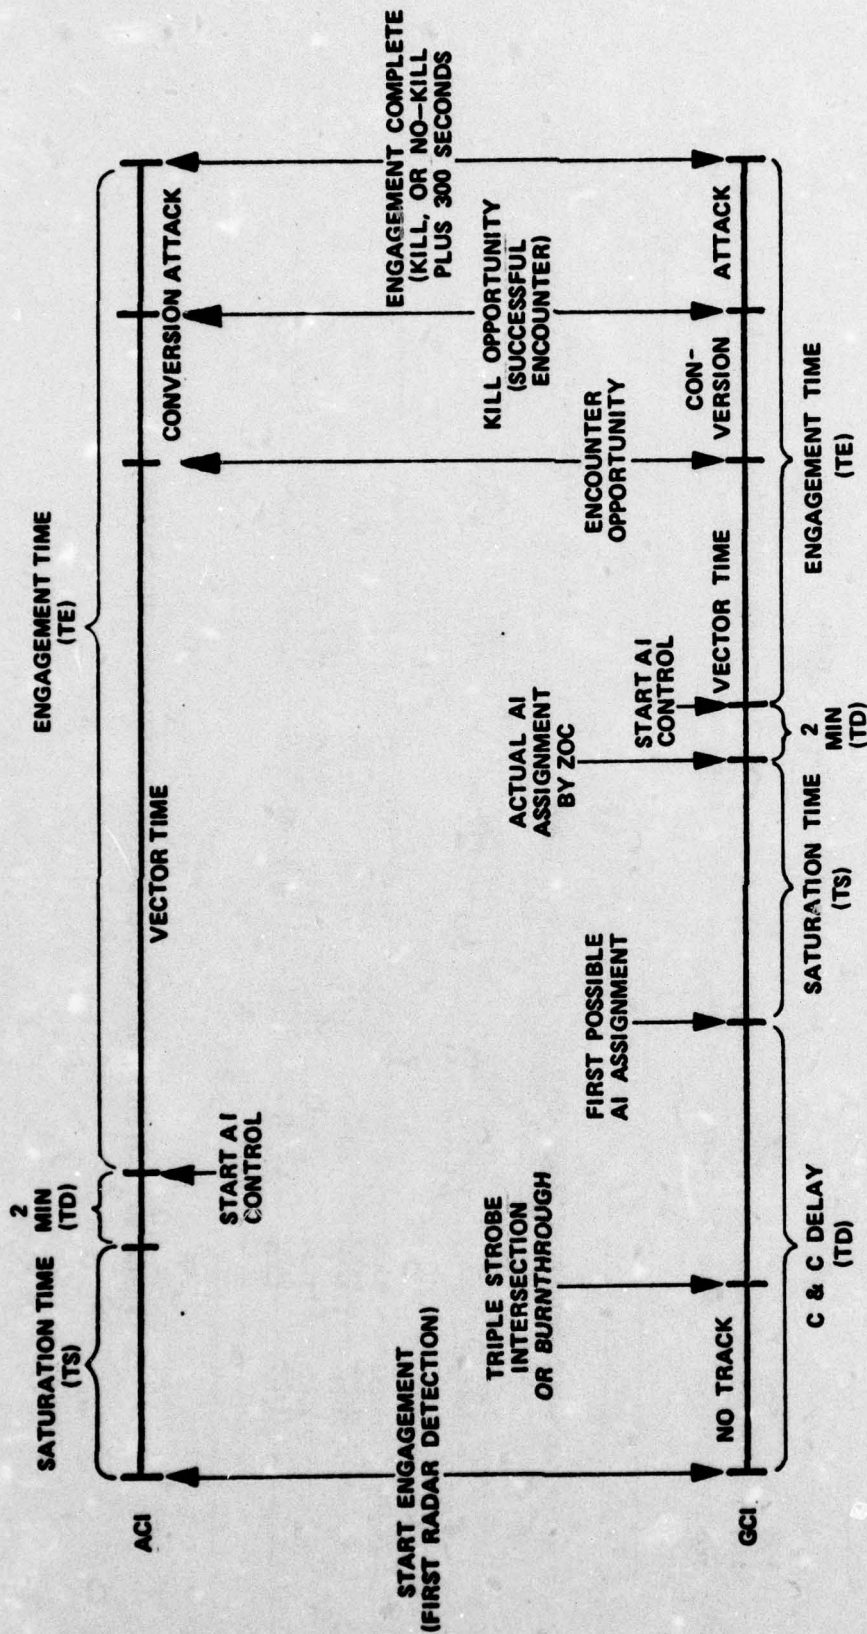 ENGAGEMENT TIME
(TE)
2
MIN
(TD)
SATURATION TIME
(TS)
ACI
VECTOR TIME
CONVERSION ATTACK
START AI
CONTROL
START ENGAGEMENT
(FIRST RADAR DETECTION)
ENGAGEMENT COMPLETE
(KILL, OR NO-KILL
PLUS 300 SECONDS
KILL OPPORTUNITY
(SUCCESSFUL
ENCOUNTER)
ENCOUNTER
OPPORTUNITY
ACTUAL AI
ASSIGNMENT
BY ZOC
START AI
CONTROL
FIRST POSSIBLE
AI ASSIGNMENT
TRIPLE STROBE
INTERSECTION
OR BURNTHROUGH
GCI
NO TRACK
VECTOR TIME
CON-
VERSION
ATTACK
C & C DELAY
(TD)
SATURATION TIME
(TS)
2
MIN
(TD)
ENGAGEMENT TIME
(TE)